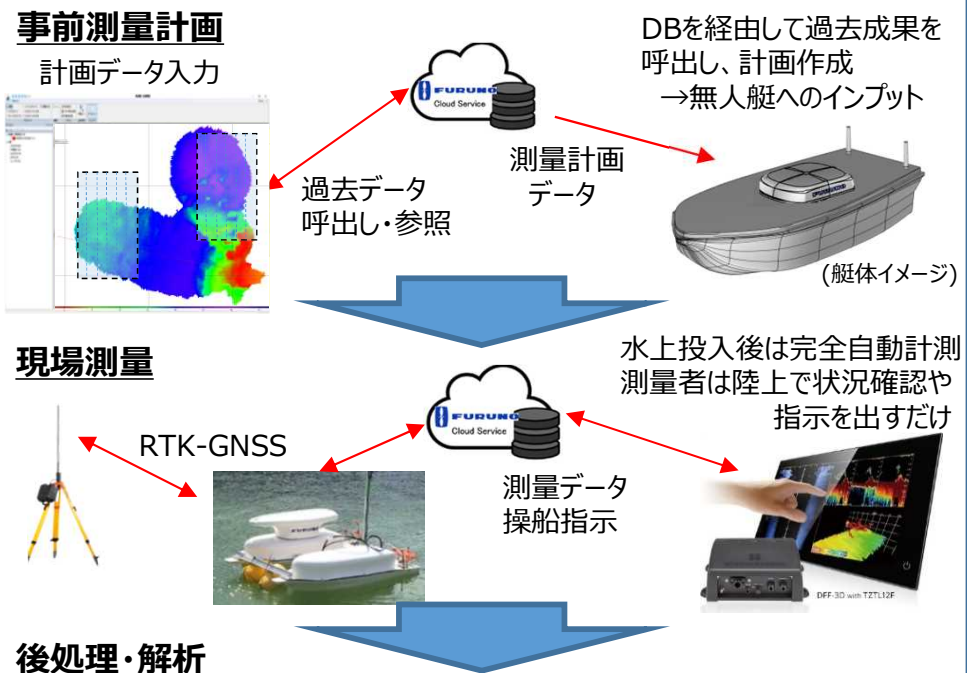 事前測量計画
計画データ入力
FURUNO
Cloud Service
DBを経由して過去成果を
呼出し、計画作成
→無人艇へのインプット
過去データ
呼出し・参照
測量計画
データ
FURUNO
(艇体イメージ)
現場測量
水上投入後は完全自動計測
測量者は陸上で状況確認や
指示を出すだけ
FURUNO
Cloud Service
RTK-GNSS
FURUNO
測量データ
操船指示
DFF-3D with TZTL12F
後処理・解析